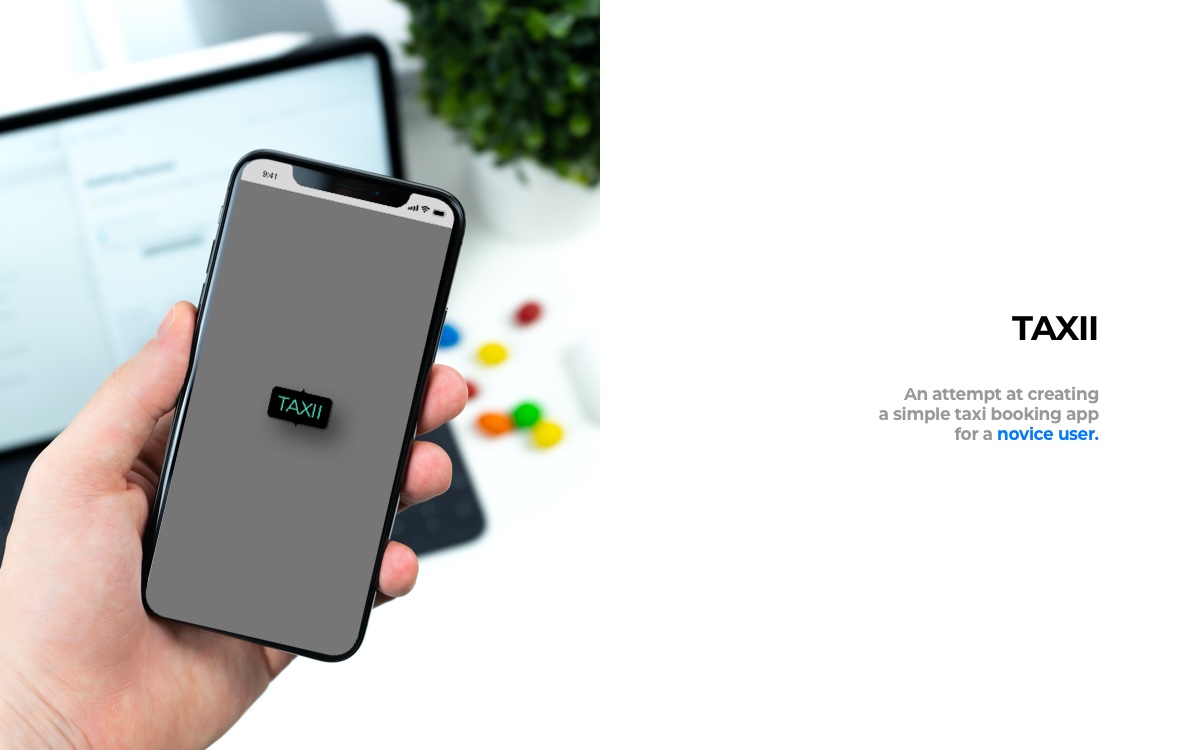 9:41
TAXII
TAXII
An attempt at creating
a simple taxi booking app
for a novice user.